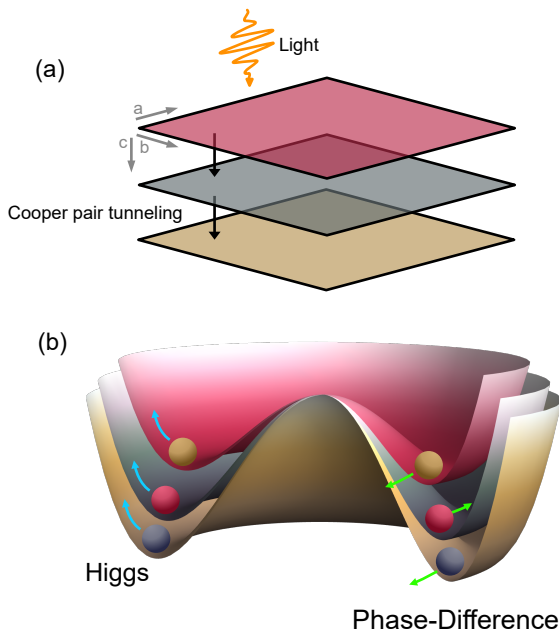 Light
(a)
a
c
b
Cooper pair tunneling
(b)
Higgs
Phase-Difference